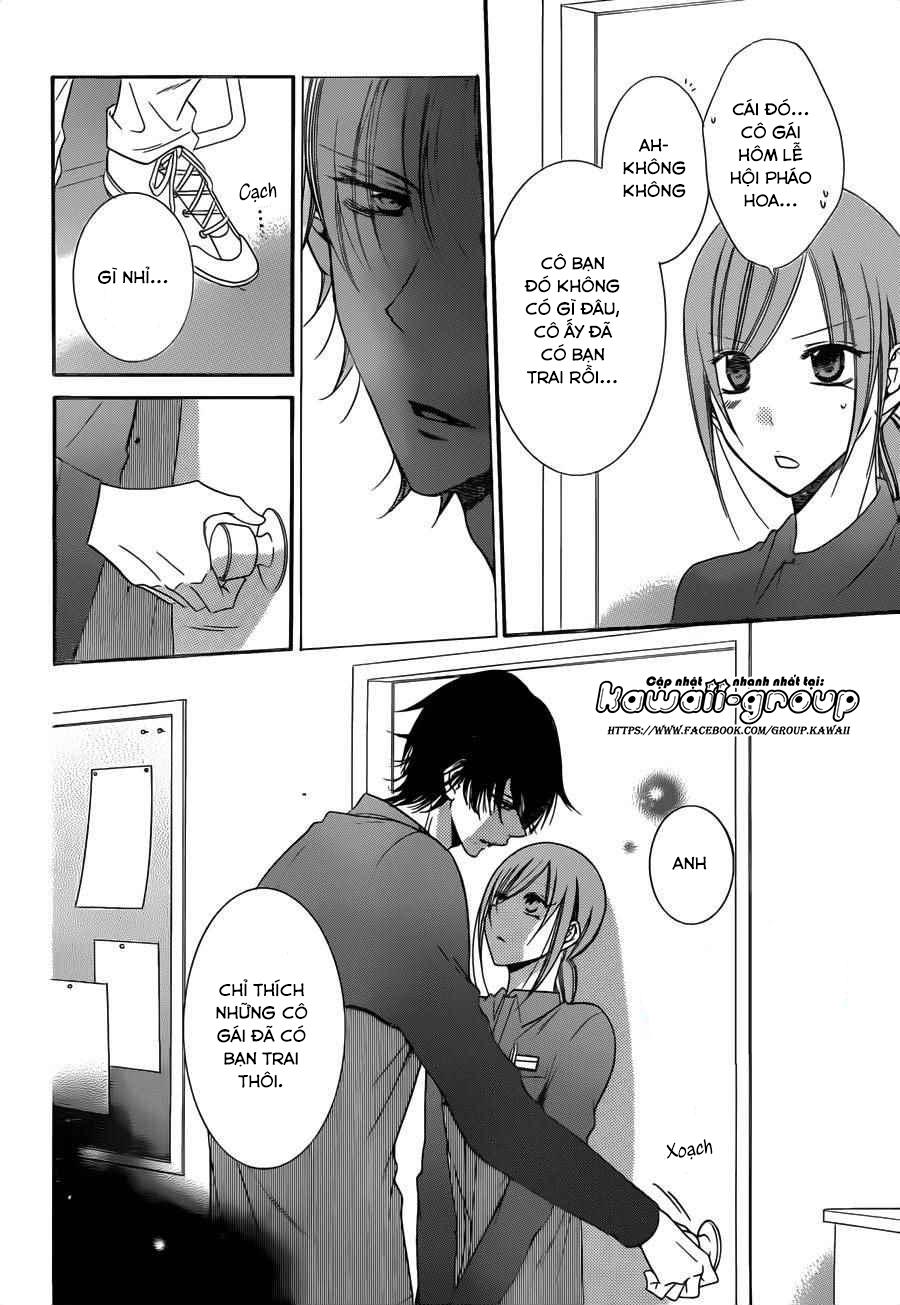 CÁI ĐÓ...
CÔ GÁI
HÔM LỄ
HỘI PHÁO
HOA...
AH-
KHÔNG
KHÔNG
CÔ BẠN
ĐÓ KHÔNG
CÓ GÌ ĐÂU,
CÔ ẤY ĐÃ
CÓ BẠN
TRAI RỒI...
Cạch
GÌ NHỈ...
Cập nhật nhanh nhất tại:
kawaii-group
HTTPS://WWW.FACEBOOK.COM/GROUP.KAWAII
ANH
CHỈ THÍCH
NHỮNG CÔ
GÁI ĐÃ CÓ
BẠN TRAI
THÔI.
Xoạch